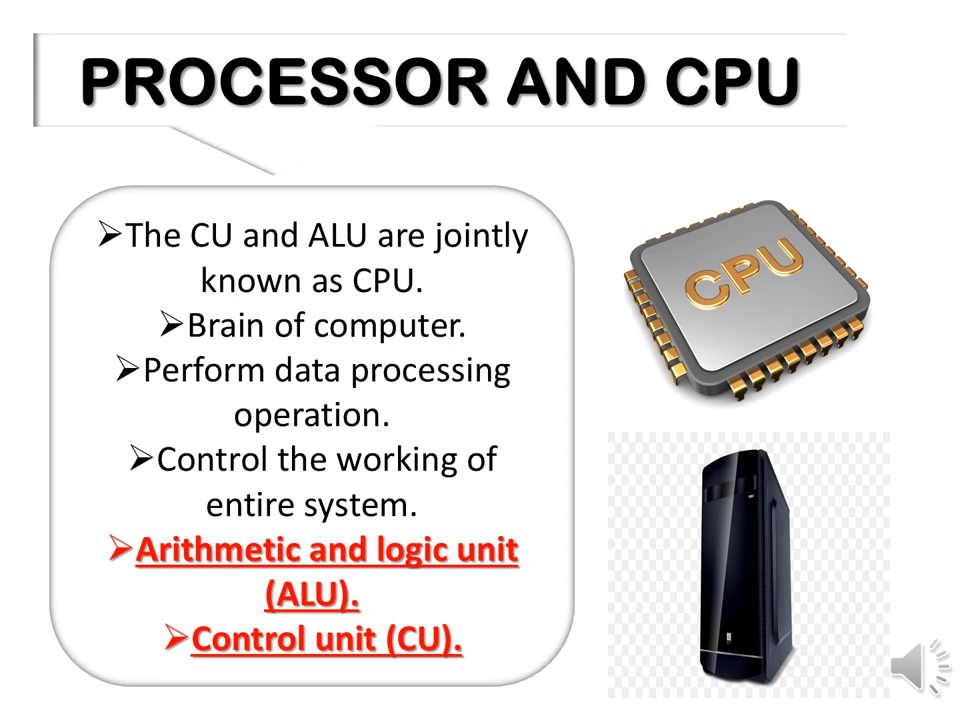 PROCESSOR AND CPU
➢The CU and ALU are jointly
known as CPU.
➢Brain of computer.
➢Perform data processing
operation.
➢Control the working of
entire system.
➢Arithmetic and logic unit
(ALU).
➢Control unit (CU).
CPU